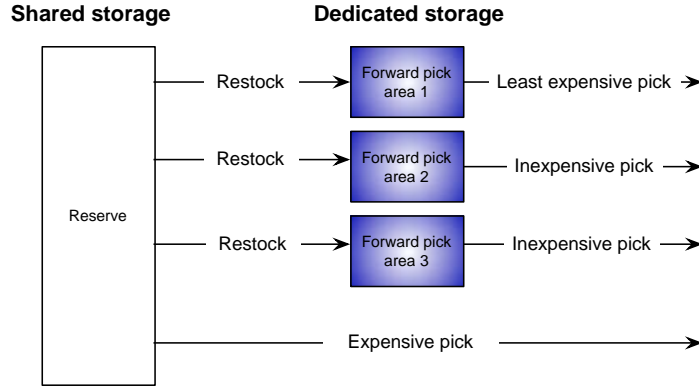 Shared storage
Dedicated storage
Restock
Forward pick
area 1
Least expensive pick
Restock
Forward pick
area 2
Inexpensive pick
Reserve
Restock
Forward pick
area 3
Inexpensive pick
Expensive pick